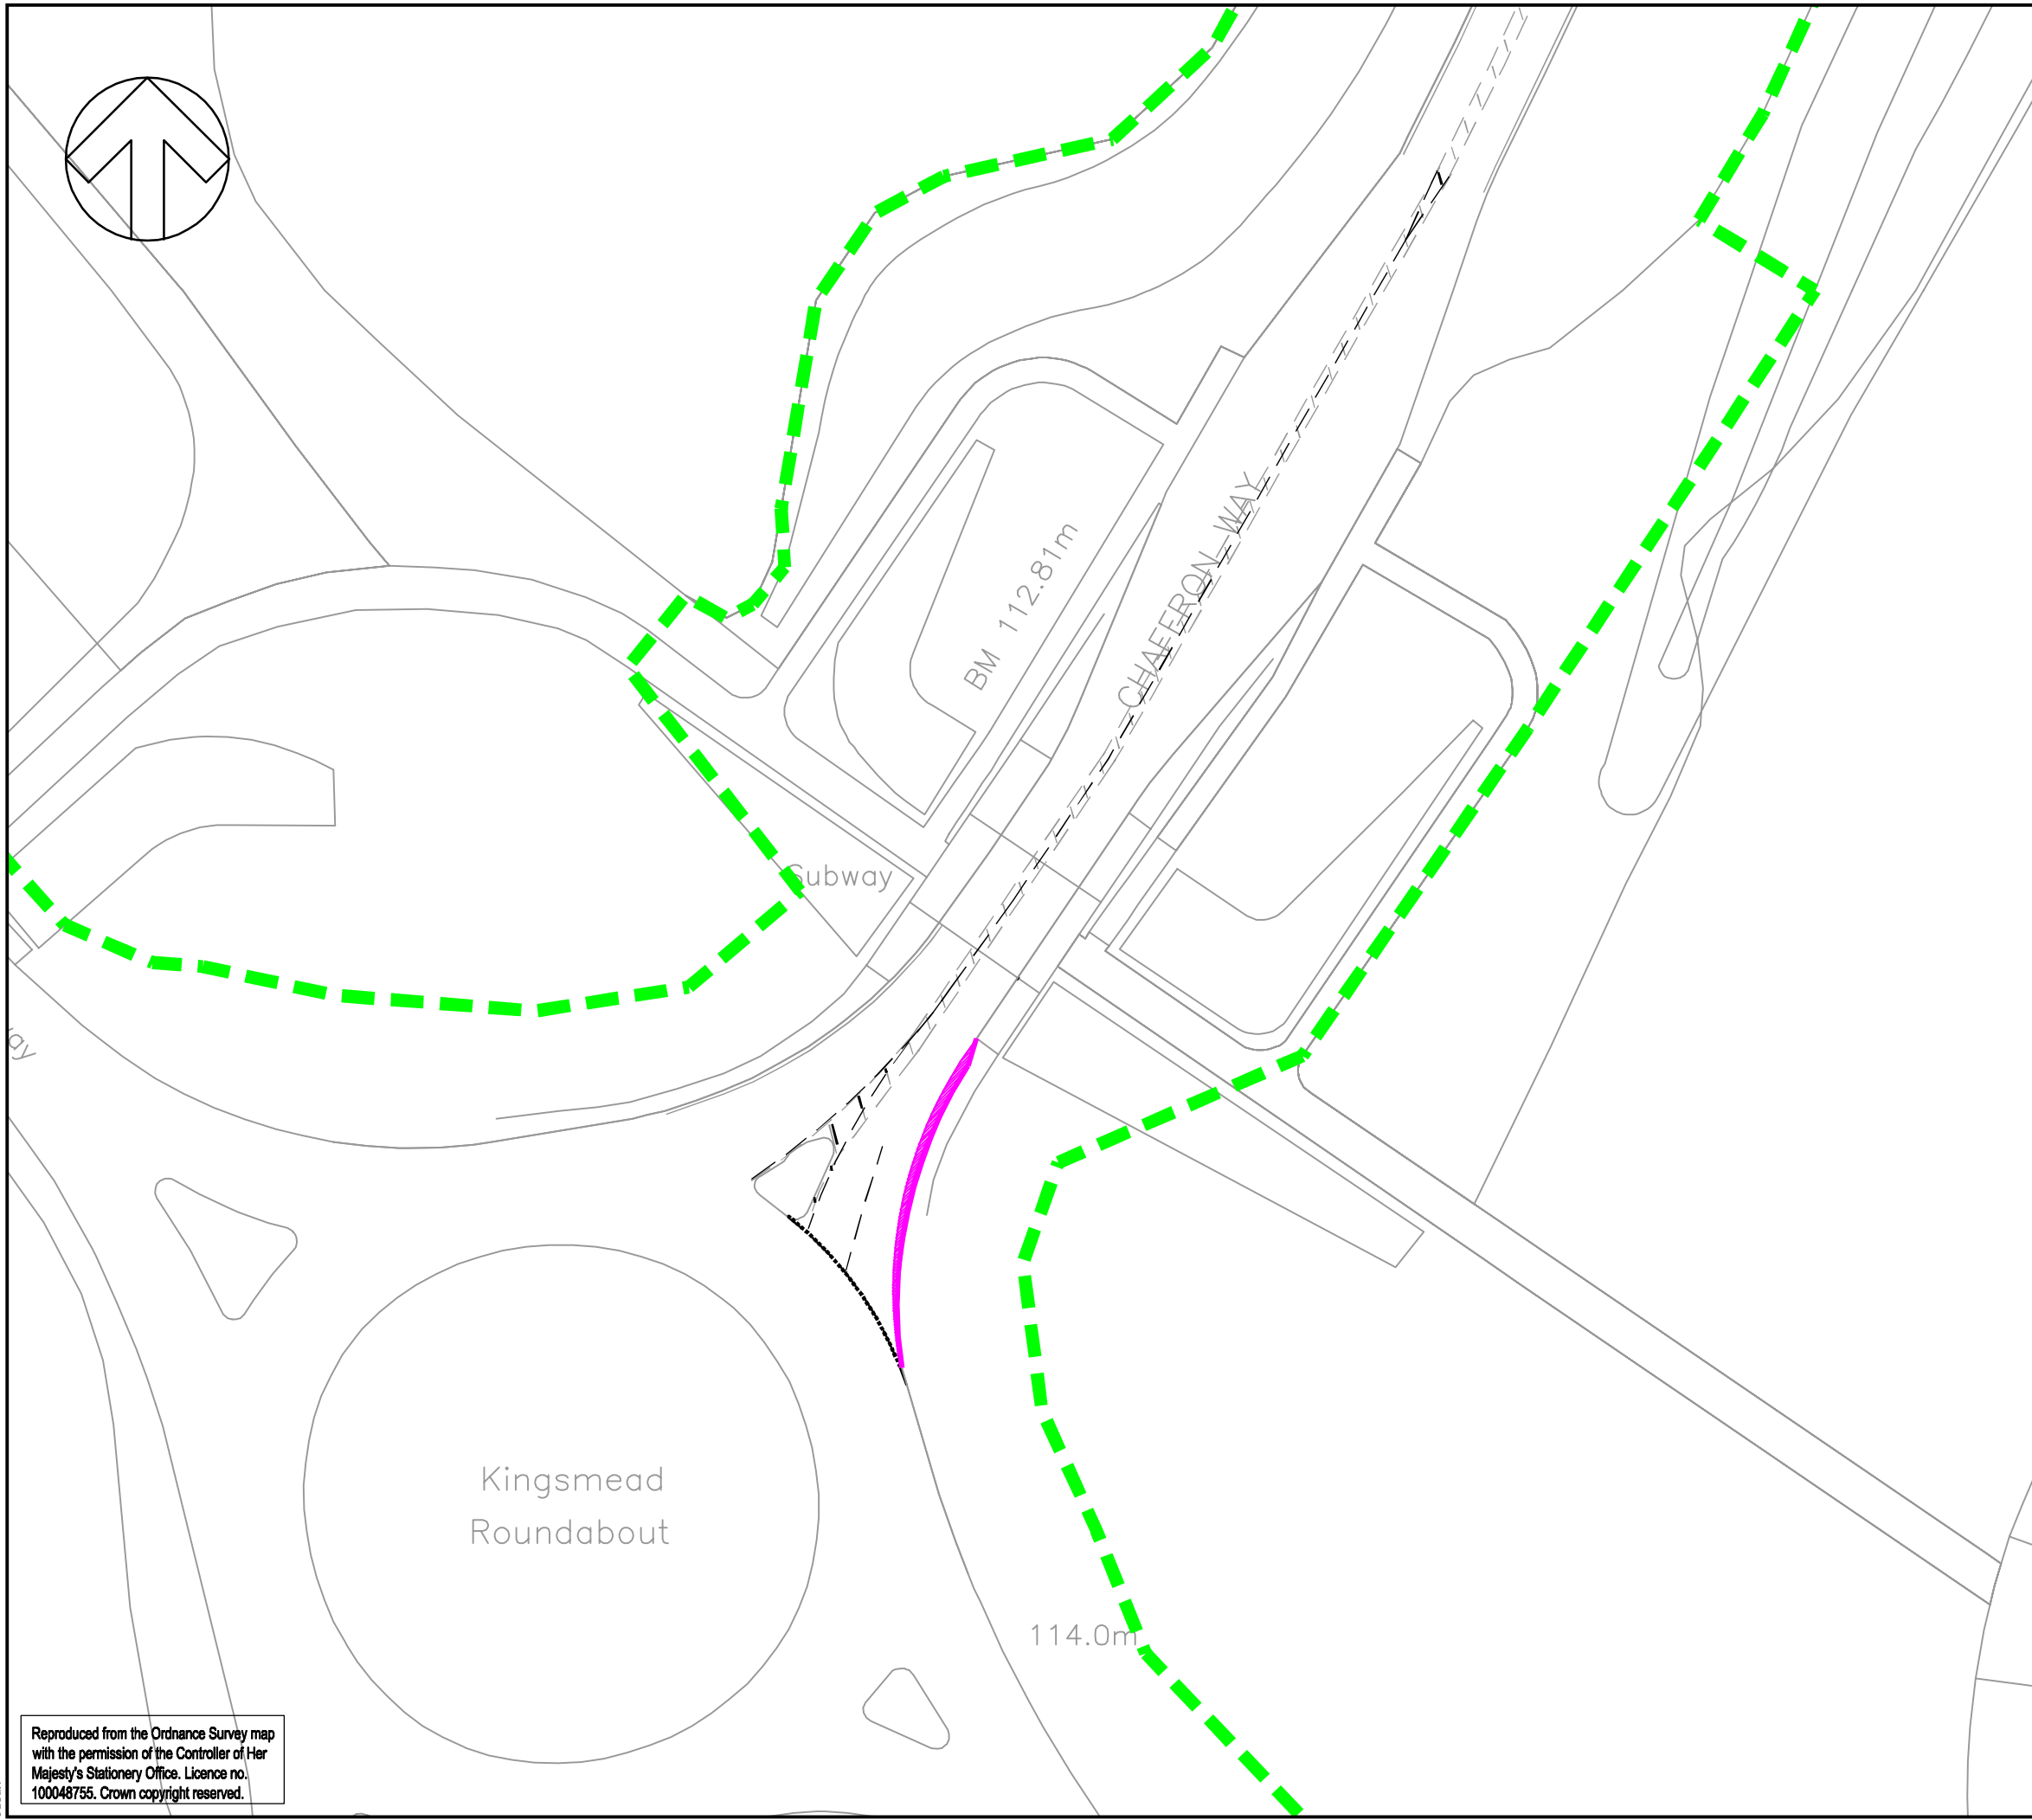 BM 112.81m
CHAFFRON WAY
Subway
Kingsmead
Roundabout
114.0m
Reproduced from the Ordnance Survey map
with the permission of the Controller of Her
Majesty's Stationery Office. Licence no.
100048755. Crown copyright reserved.